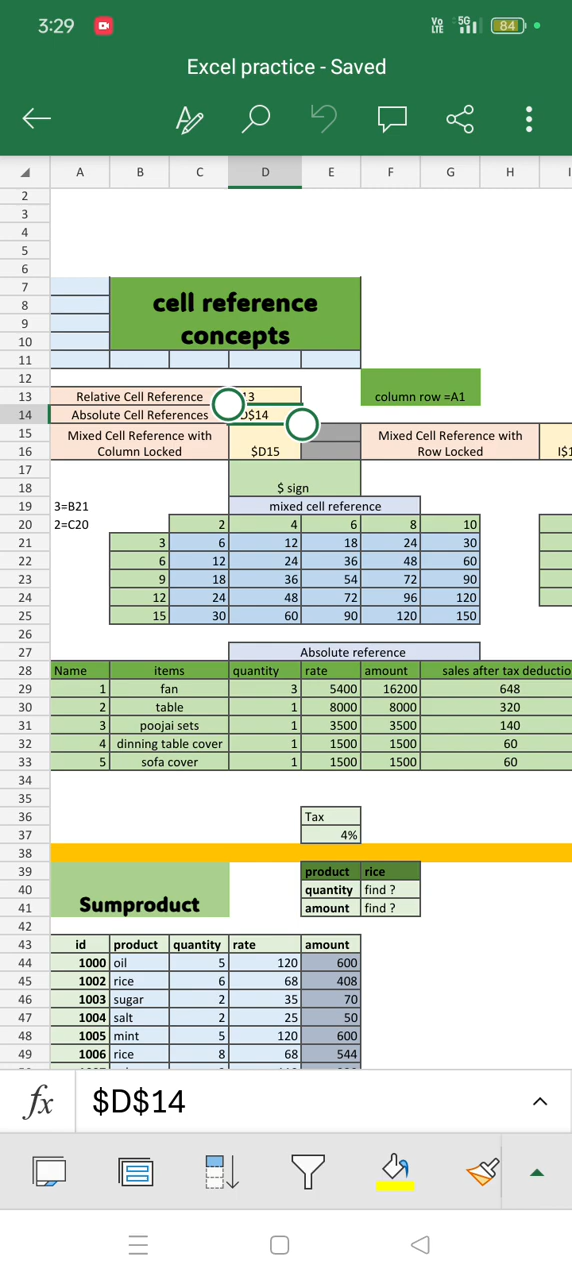 3:29 Vo LTE 5G 84
Excel practice - Saved
A B C D E F G H I
2
3
4
5
6
7
8 cell reference
9
10 concepts
11
12
13 Relative Cell Reference 13 column row =A1
14 Absolute Cell References D$14
15 Mixed Cell Reference with Mixed Cell Reference with
16 Column Locked $D15 Row Locked I$1
17
18 $ sign
19 3=B21 mixed cell reference
20 2=C20 2 4 6 8 10
21 3 6 12 18 24 30
22 6 12 24 36 48 60
23 9 18 36 54 72 90
24 12 24 48 72 96 120
25 15 30 60 90 120 150
26
27 Absolute reference
28 Name items quantity rate amount sales after tax deductio
29 1 fan 3 5400 16200 648
30 2 table 1 8000 8000 320
31 3 poojai sets 1 3500 3500 140
32 4 dinning table cover 1 1500 1500 60
33 5 sofa cover 1 1500 1500 60
34
35
36 Tax
37 4%
38
39 product rice
40 quantity find ?
41 Sumproduct amount find ?
42
43 id product quantity rate amount
44 1000 oil 5 120 600
45 1002 rice 6 68 408
46 1003 sugar 2 35 70
47 1004 salt 2 25 50
48 1005 mint 5 120 600
49 1006 rice 8 68 544
fx $D$14